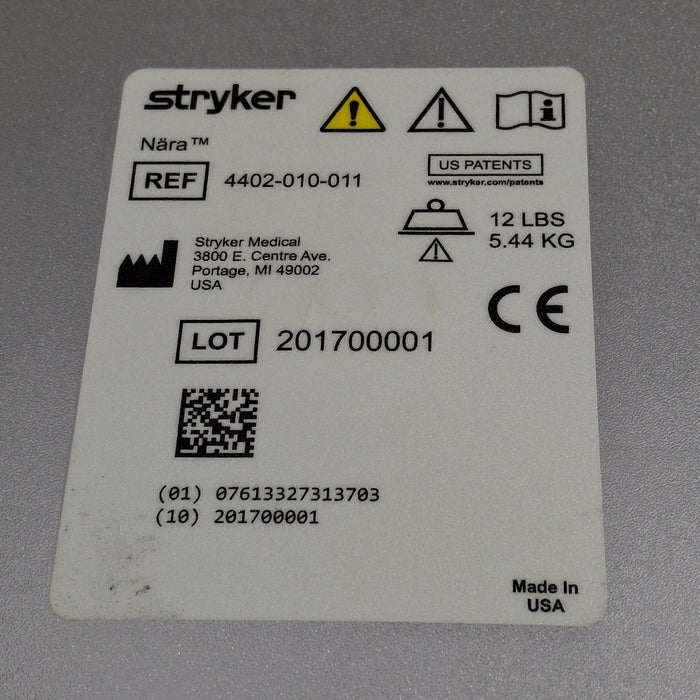 stryker
Nära™
REF 4402-010-011
US PATENTS
www.stryker.com/patents
12 LBS
5.44 KG
Stryker Medical
3800 E. Centre Ave.
Portage, MI 49002
USA
CE
LOT 201700001
(01) 07613327313703
(10) 201700001
Made In
USA